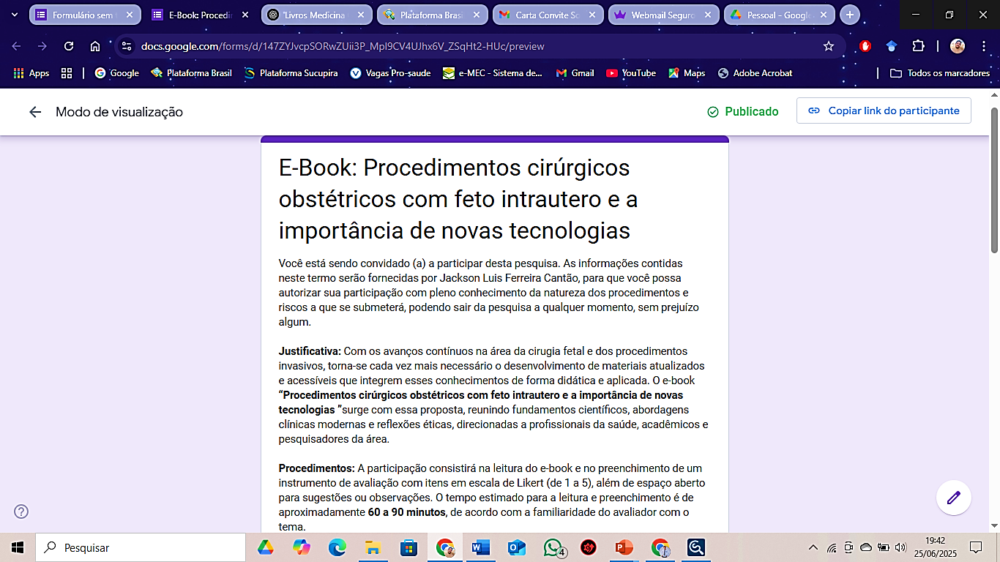 Formulário sem
E-Book: Procedir
"Livros Medicina
Plataforma Brasi
Carta Convite So
Webmail Seguro
Pessoal - Google
docs.google.com/forms/d/147ZYJvcpSORwZUii3P_MpI9CV4UJhx6V_ZSqHt2-HUc/preview
Apps
Google
Plataforma Brasil
Plataforma Sucupira
Vagas Pro-saude
e-MEC - Sistema de...
Gmail
YouTube
Maps
Adobe Acrobat
Todos os marcadores
Modo de visualização
Publicado
Copiar link do participante
E-Book: Procedimentos cirúrgicos
obstétricos com feto intrautero e a
importância de novas tecnologias
Você está sendo convidado (a) a participar desta pesquisa. As informações contidas
neste termo serão fornecidas por Jackson Luis Ferreira Cantão, para que você possa
autorizar sua participação com pleno conhecimento da natureza dos procedimentos e
riscos a que se submeterá, podendo sair da pesquisa a qualquer momento, sem prejuízo
algum.
Justificativa: Com os avanços contínuos na área da cirugia fetal e dos procedimentos
invasivos, torna-se cada vez mais necessário o desenvolvimento de materiais atualizados
e acessíveis que integrem esses conhecimentos de forma didática e aplicada. O e-book
“Procedimentos cirúrgicos obstétricos com feto intrautero e a importância de novas
tecnologias ”surge com essa proposta, reunindo fundamentos científicos, abordagens
clínicas modernas e reflexões éticas, direcionadas a profissionais da saúde, acadêmicos e
pesquisadores da área.
Procedimentos: A participação consistirá na leitura do e-book e no preenchimento de um
instrumento de avaliação com itens em escala de Likert (de 1 a 5), além de espaço aberto
para sugestões ou observações. O tempo estimado para a leitura e preenchimento é de
aproximadamente 60 a 90 minutos, de acordo com a familiaridade do avaliador com o
tema.
Pesquisar
4
19:42
25/06/2025